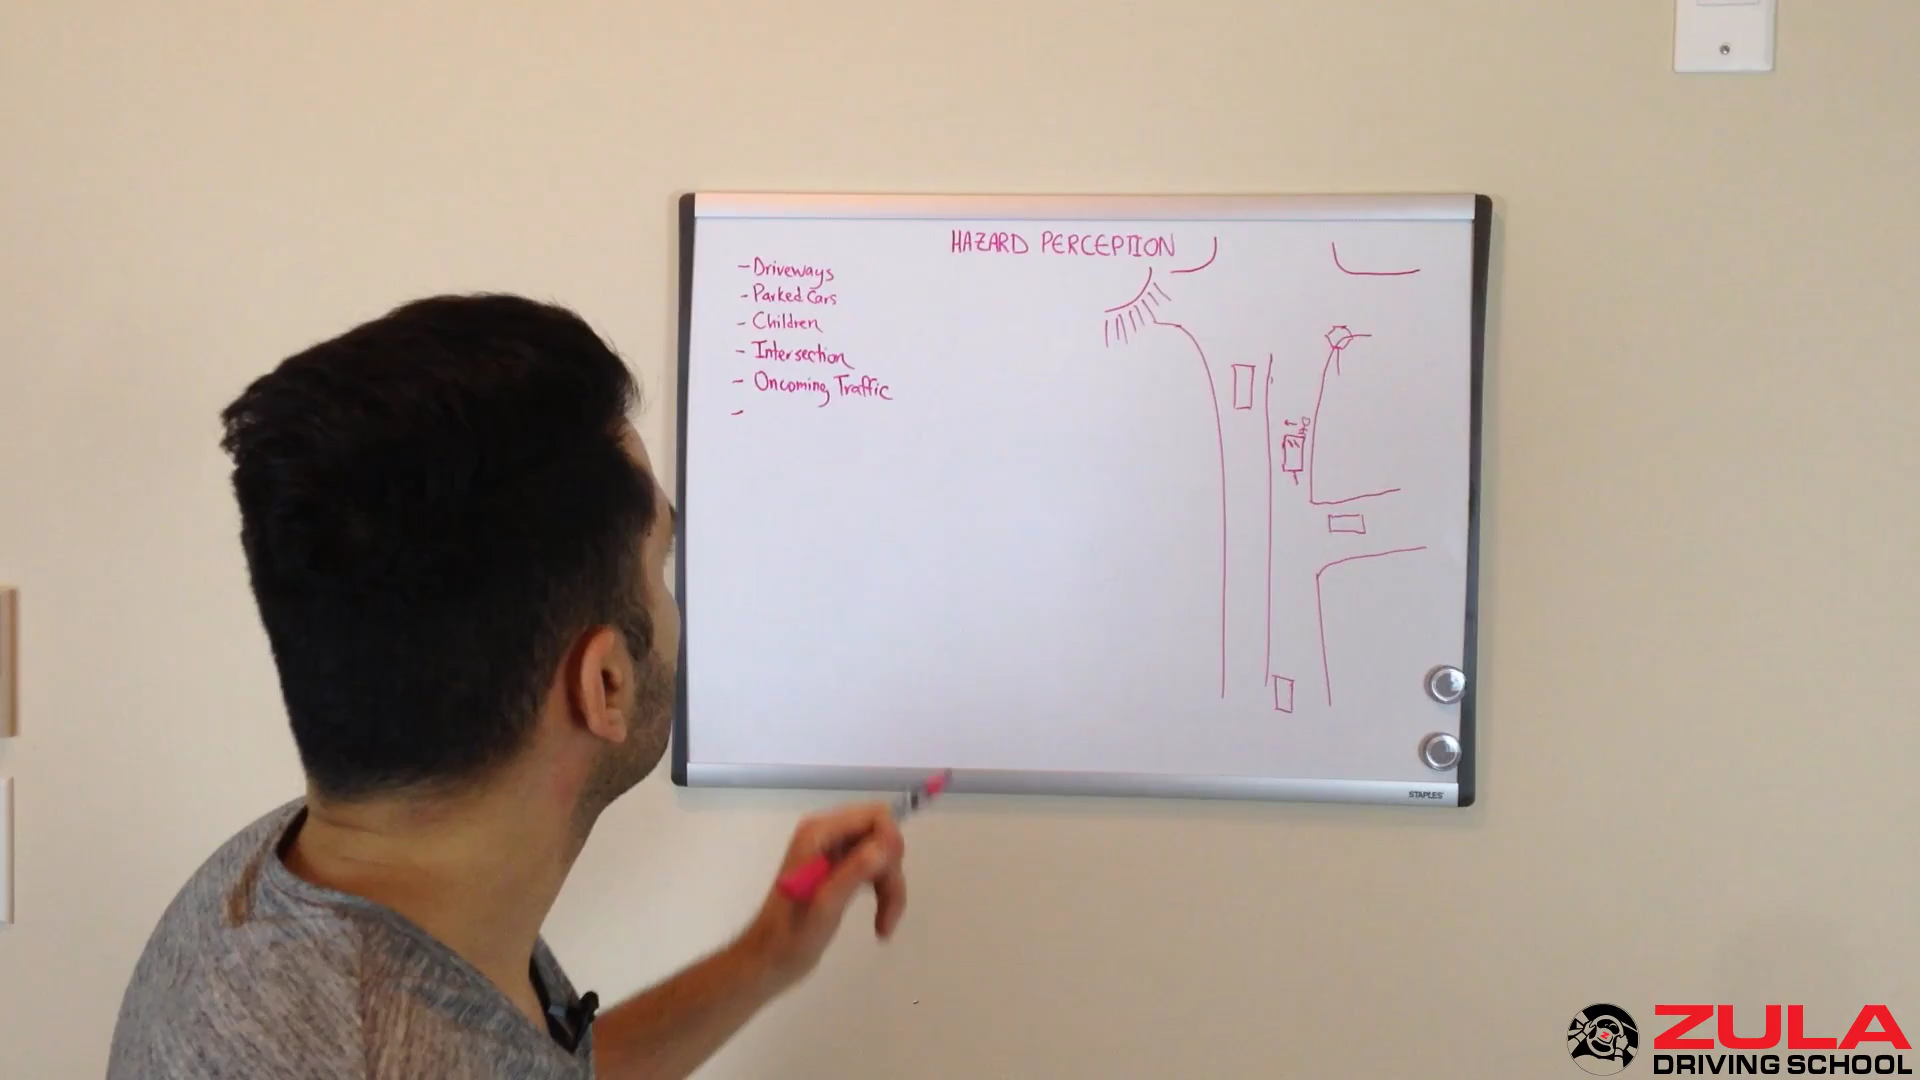 HAZARD PERCEPTION
- Driveways
- Parked Cars
- Children
- Intersection
- Oncoming Traffic
-
STAPLES
ZULA
DRIVING SCHOOL